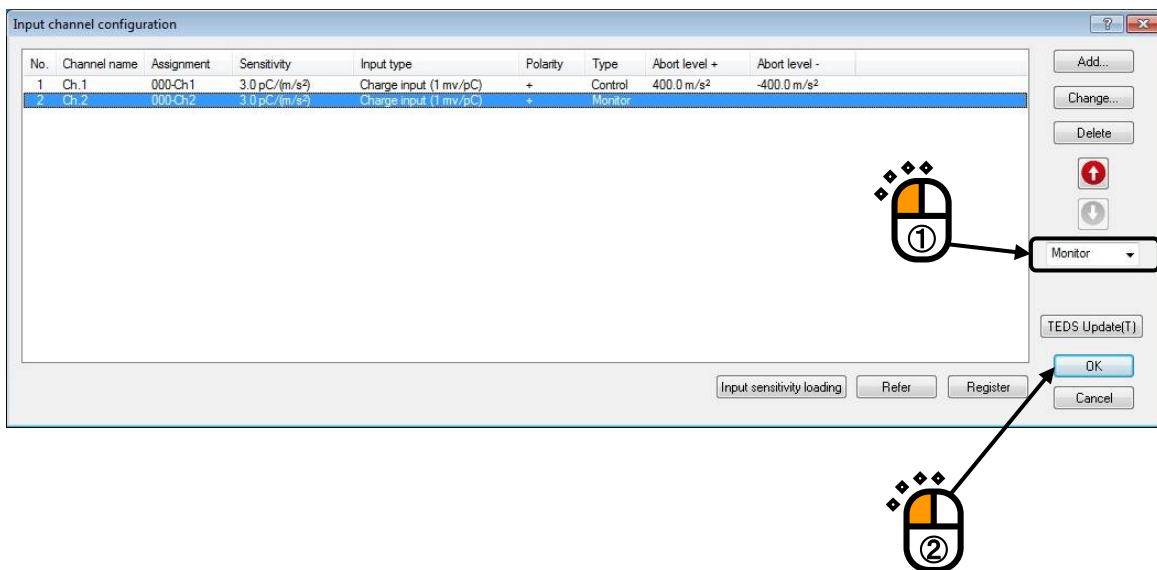 Input channel configuration
No. Channel name Assignment Sensitivity Input type Polarity Type Abort level + Abort level -
1 Ch.1 000-Ch1 3.0 pC/(m/s²) Charge input (1 mv/pC) + Control 400.0 m/s² -400.0 m/s²
2 Ch.2 000-Ch2 3.0 pC/(m/s²) Charge input (1 mv/pC) + Monitor
Add...
Change...
Delete
①
Monitor
TEDS Update(T)
OK
Input sensitivity loading Refer Register
Cancel
②